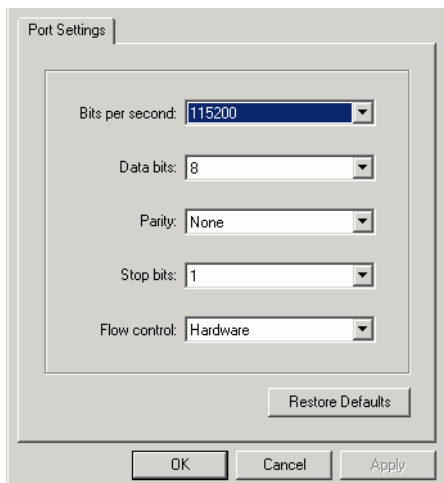 Port Settings
Bits per second: 115200
Data bits: 8
Parity: None
Stop bits: 1
Flow control: Hardware
Restore Defaults
OK Cancel Apply